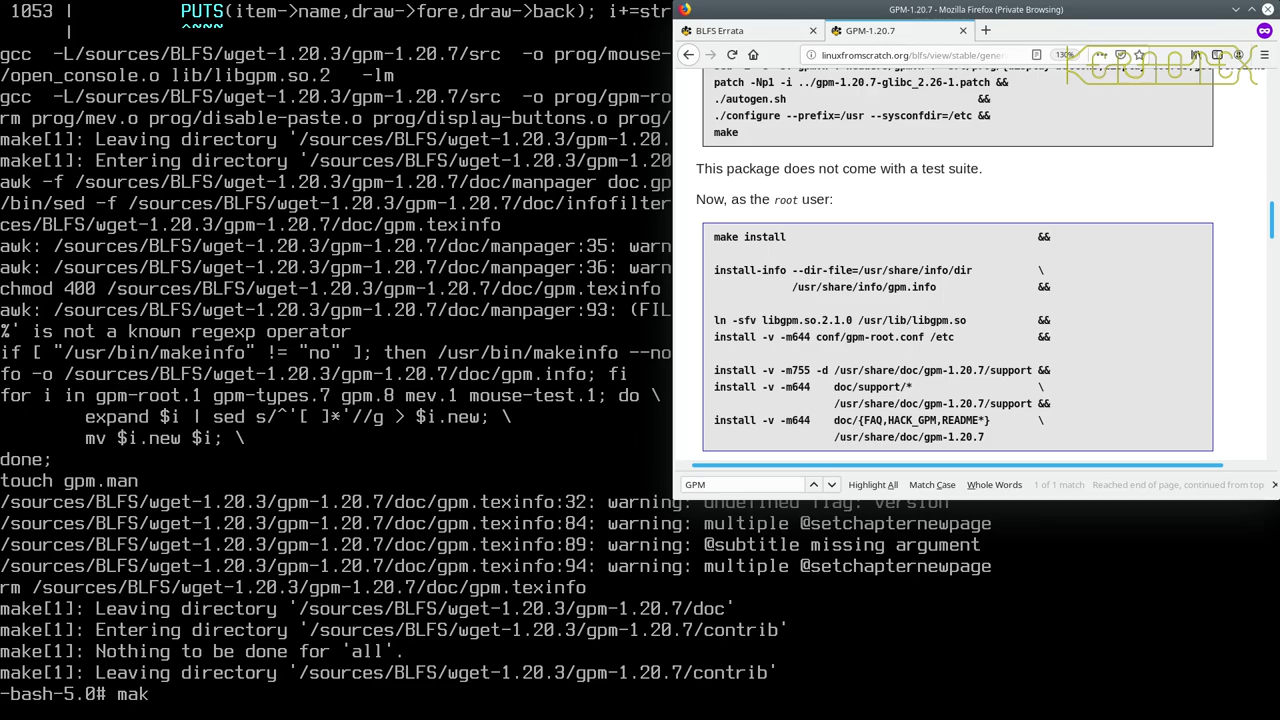 1053 |          PUTS(item->name,draw->fore,draw->back); i+=str
     |          ^~~~
gcc  -L/sources/BLFS/wget-1.20.3/gpm-1.20.7/src  -o prog/mouse-
/open_console.o lib/libgpm.so.2  -lm
gcc  -L/sources/BLFS/wget-1.20.3/gpm-1.20.7/src  -o prog/gpm-ro
rm prog/mev.o prog/disable-paste.o prog/display-buttons.o prog/
make[1]: Leaving directory '/sources/BLFS/wget-1.20.3/gpm-1.20.
make[1]: Entering directory '/sources/BLFS/wget-1.20.3/gpm-1.20
awk -f /sources/BLFS/wget-1.20.3/gpm-1.20.7/doc/manpager doc.gp
/bin/sed -f /sources/BLFS/wget-1.20.3/gpm-1.20.7/doc/infofilter
ces/BLFS/wget-1.20.3/gpm-1.20.7/doc/gpm.texinfo
awk: /sources/BLFS/wget-1.20.3/gpm-1.20.7/doc/manpager:35: warn
awk: /sources/BLFS/wget-1.20.3/gpm-1.20.7/doc/manpager:36: warn
chmod 400 /sources/BLFS/wget-1.20.3/gpm-1.20.7/doc/gpm.texinfo
awk: /sources/BLFS/wget-1.20.3/gpm-1.20.7/doc/manpager:93: (FIL
%' is not a known regexp operator
if [ "/usr/bin/makeinfo" != "no" ]; then /usr/bin/makeinfo --no
fo -o /sources/BLFS/wget-1.20.3/gpm-1.20.7/doc/gpm.info; fi
for i in gpm-root.1 gpm-types.7 gpm.8 mev.1 mouse-test.1; do \
        expand $i | sed s/^'[ ]*'//g > $i.new; \
        mv $i.new $i; \
done;
touch gpm.man
/sources/BLFS/wget-1.20.3/gpm-1.20.7/doc/gpm.texinfo:32: warning: undefined flag: version
/sources/BLFS/wget-1.20.3/gpm-1.20.7/doc/gpm.texinfo:84: warning: multiple @setchapternewpage
/sources/BLFS/wget-1.20.3/gpm-1.20.7/doc/gpm.texinfo:89: warning: @subtitle missing argument
/sources/BLFS/wget-1.20.3/gpm-1.20.7/doc/gpm.texinfo:94: warning: multiple @setchapternewpage
rm /sources/BLFS/wget-1.20.3/gpm-1.20.7/doc/gpm.texinfo
make[1]: Leaving directory '/sources/BLFS/wget-1.20.3/gpm-1.20.7/doc'
make[1]: Entering directory '/sources/BLFS/wget-1.20.3/gpm-1.20.7/contrib'
make[1]: Nothing to be done for 'all'.
make[1]: Leaving directory '/sources/BLFS/wget-1.20.3/gpm-1.20.7/contrib'
-bash-5.0# mak
GPM-1.20.7 - Mozilla Firefox (Private Browsing)
BLFS Errata
GPM-1.20.7
linuxfromscratch.org/blfs/view/stable/gener
130%
patch -Np1 -i ../gpm-1.20.7-glibc_2.26-1.patch &&
./autogen.sh &&
./configure --prefix=/usr --sysconfdir=/etc &&
make
This package does not come with a test suite.
Now, as the root user:
make install &&
install-info --dir-file=/usr/share/info/dir \
/usr/share/info/gpm.info &&
ln -sfv libgpm.so.2.1.0 /usr/lib/libgpm.so &&
install -v -m644 conf/gpm-root.conf /etc &&
install -v -m755 -d /usr/share/doc/gpm-1.20.7/support &&
install -v -m644 doc/support/* \
/usr/share/doc/gpm-1.20.7/support &&
install -v -m644 doc/{FAQ,HACK_GPM,README*} \
/usr/share/doc/gpm-1.20.7
GPM
Highlight All
Match Case
Whole Words
1 of 1 match
Reached end of page, continued from top